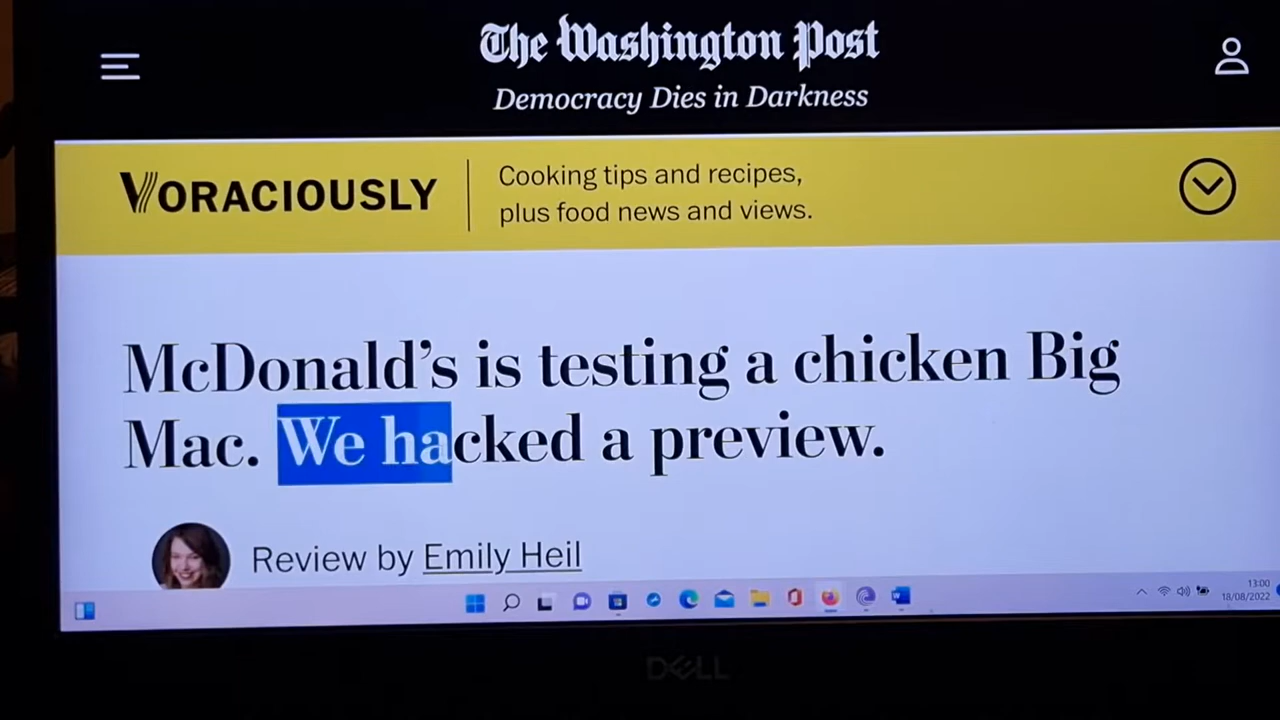 The Washington Post
Democracy Dies in Darkness
VORACIOUSLY
Cooking tips and recipes,
plus food news and views.
McDonald's is testing a chicken Big
Mac. We hacked a preview.
Review by Emily Heil
13:00
18/08/2022
DELL